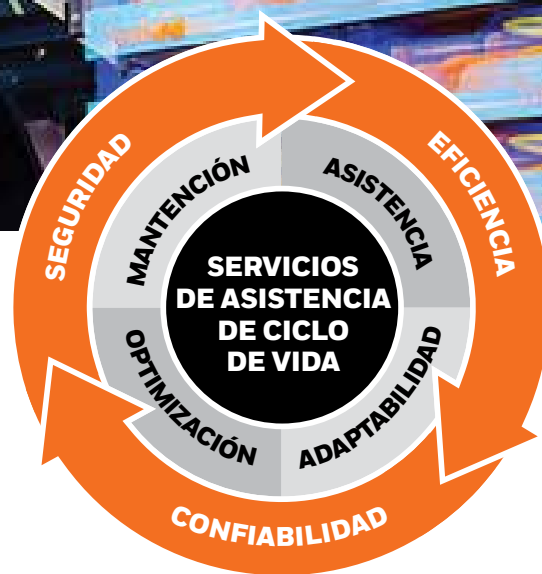 SEGURIDAD
EFICIENCIA
CONFIABILIDAD
MANTENCIÓN
ASISTENCIA
ADAPTABILIDAD
OPTIMIZACIÓN
SERVICIOS
DE ASISTENCIA
DE CICLO
DE VIDA